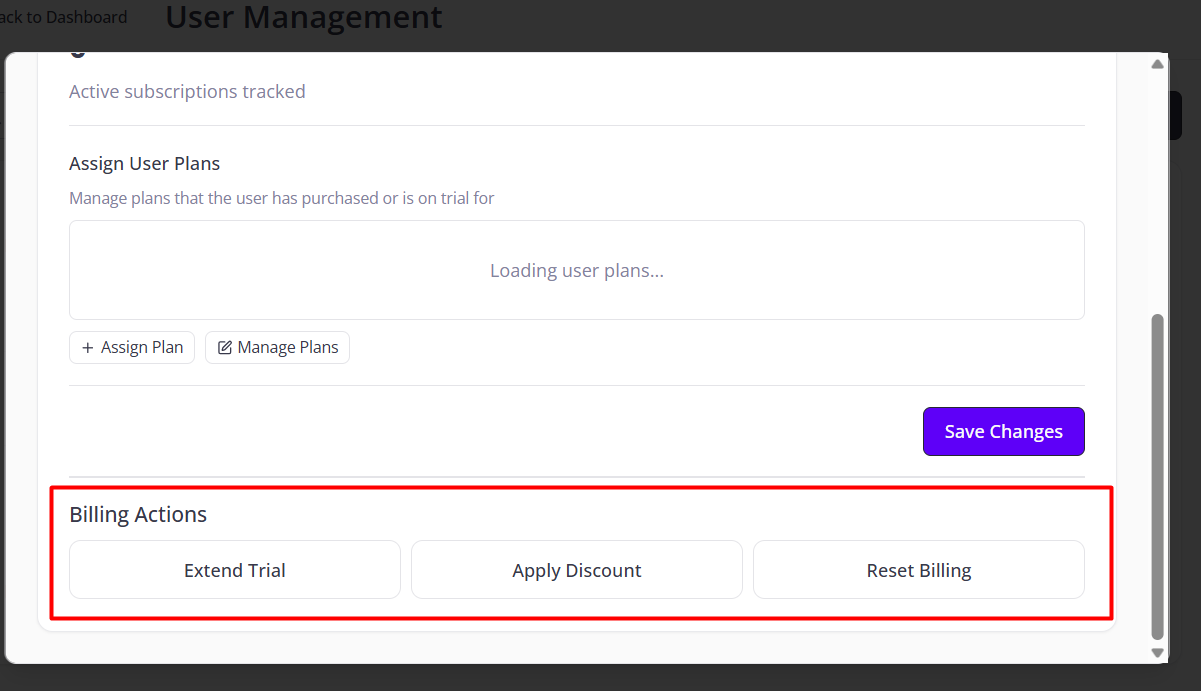 ack to Dashboard
User Management
Active subscriptions tracked
Assign User Plans
Manage plans that the user has purchased or is on trial for
Loading user plans...
+ Assign Plan
Manage Plans
Save Changes
Billing Actions
Extend Trial
Apply Discount
Reset Billing